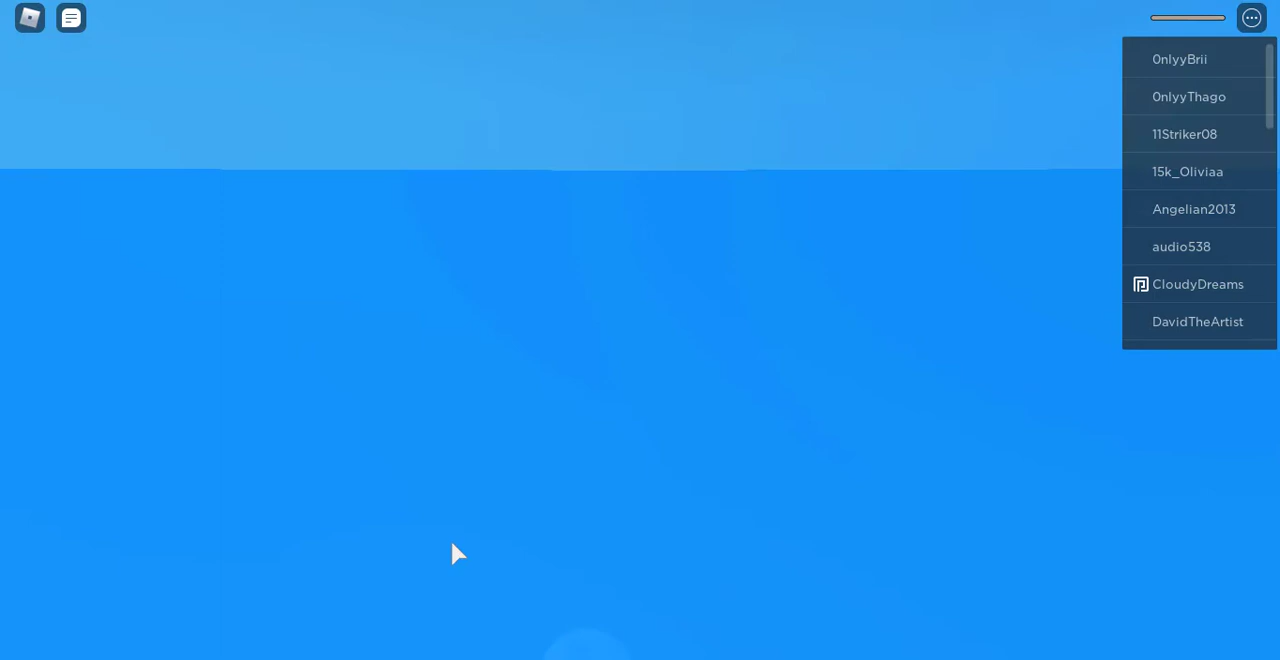 0nlyyBrii
0nlyyThago
11Striker08
15k_Oliviaa
Angelian2013
audio538
CloudyDreams
DavidTheArtist